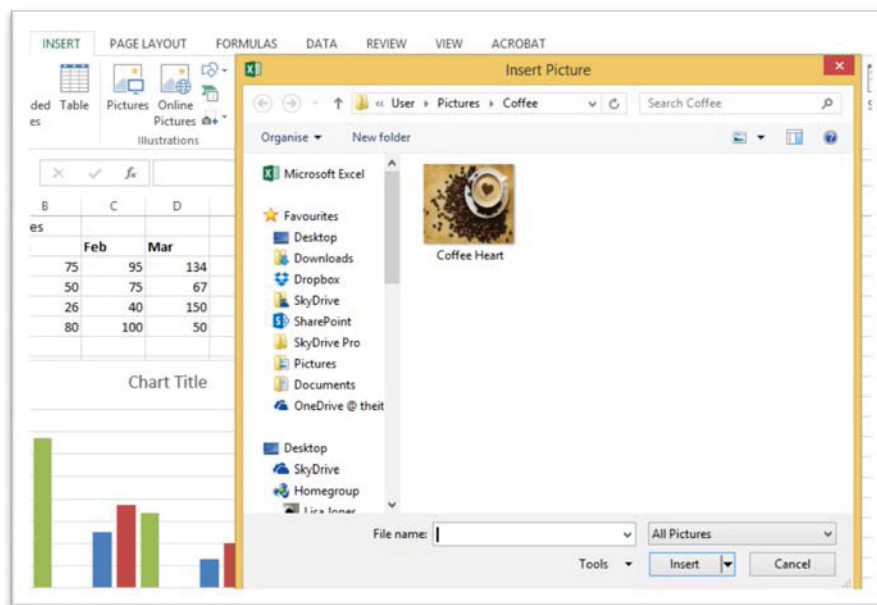 INSERT PAGE LAYOUT FORMULAS DATA REVIEW VIEW ACROBAT
ded Table Pictures Online
es Pictures
Illustrations
fx
B C D
es
Feb Mar
75 95 134
50 75 67
26 40 150
80 100 50
Chart Title
Insert Picture
« User Pictures Coffee
Search Coffee
Organise New folder
Microsoft Excel
Favourites
Desktop
Downloads
Dropbox
SkyDrive
SharePoint
SkyDrive Pro
Pictures
Documents
OneDrive @ theit
Desktop
SkyDrive
Homegroup
Lisa Jones
Coffee Heart
File name:
All Pictures
Tools Insert Cancel